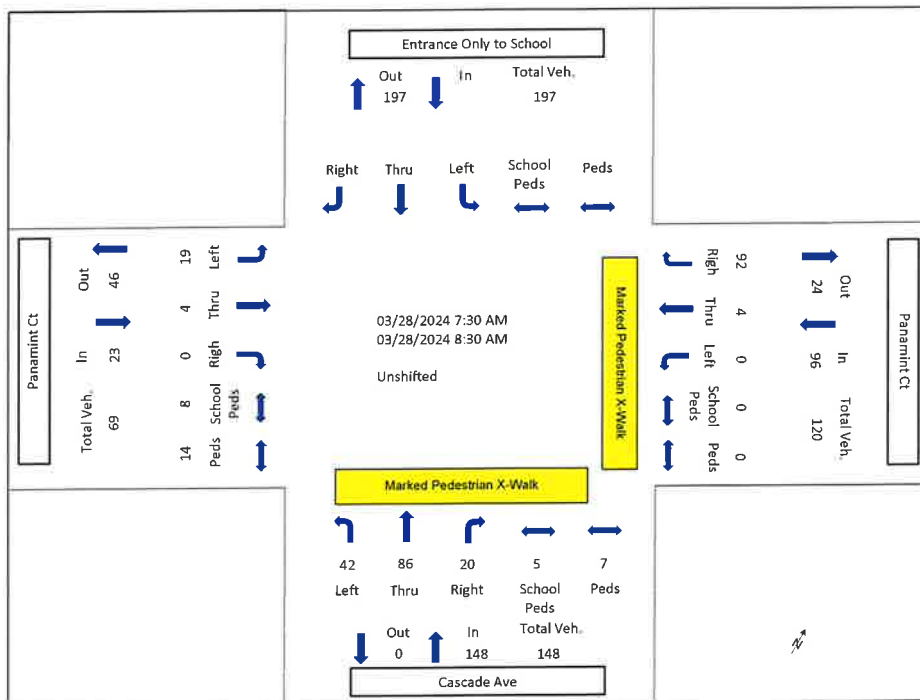 Entrance Only to School
Out In Total Veh.
197 197
Right Thru Left School Peds Peds
Panamint Ct
Out In Total Veh.
46 23 69
19 4 0 8 14
Left Thru Righ School Peds Peds
03/28/2024 7:30 AM
03/28/2024 8:30 AM
Unshifted
Marked Pedestrian X-Walk
Righ Thru Left School Peds Peds
92 4 0 0 0
Out In Total Veh.
24 96 120
Panamint Ct
Marked Pedestrian X-Walk
42 86 20 5 7
Left Thru Right School Peds Peds
Out In Total Veh.
0 148 148
Cascade Ave
N